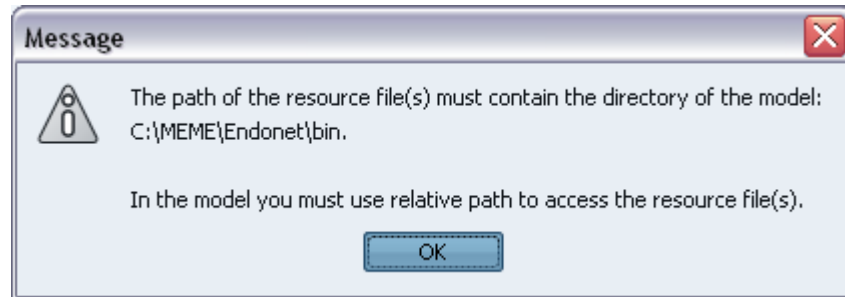 Message
The path of the resource file(s) must contain the directory of the model:
C:\MEME\Endonet\bin.
In the model you must use relative path to access the resource file(s).
OK